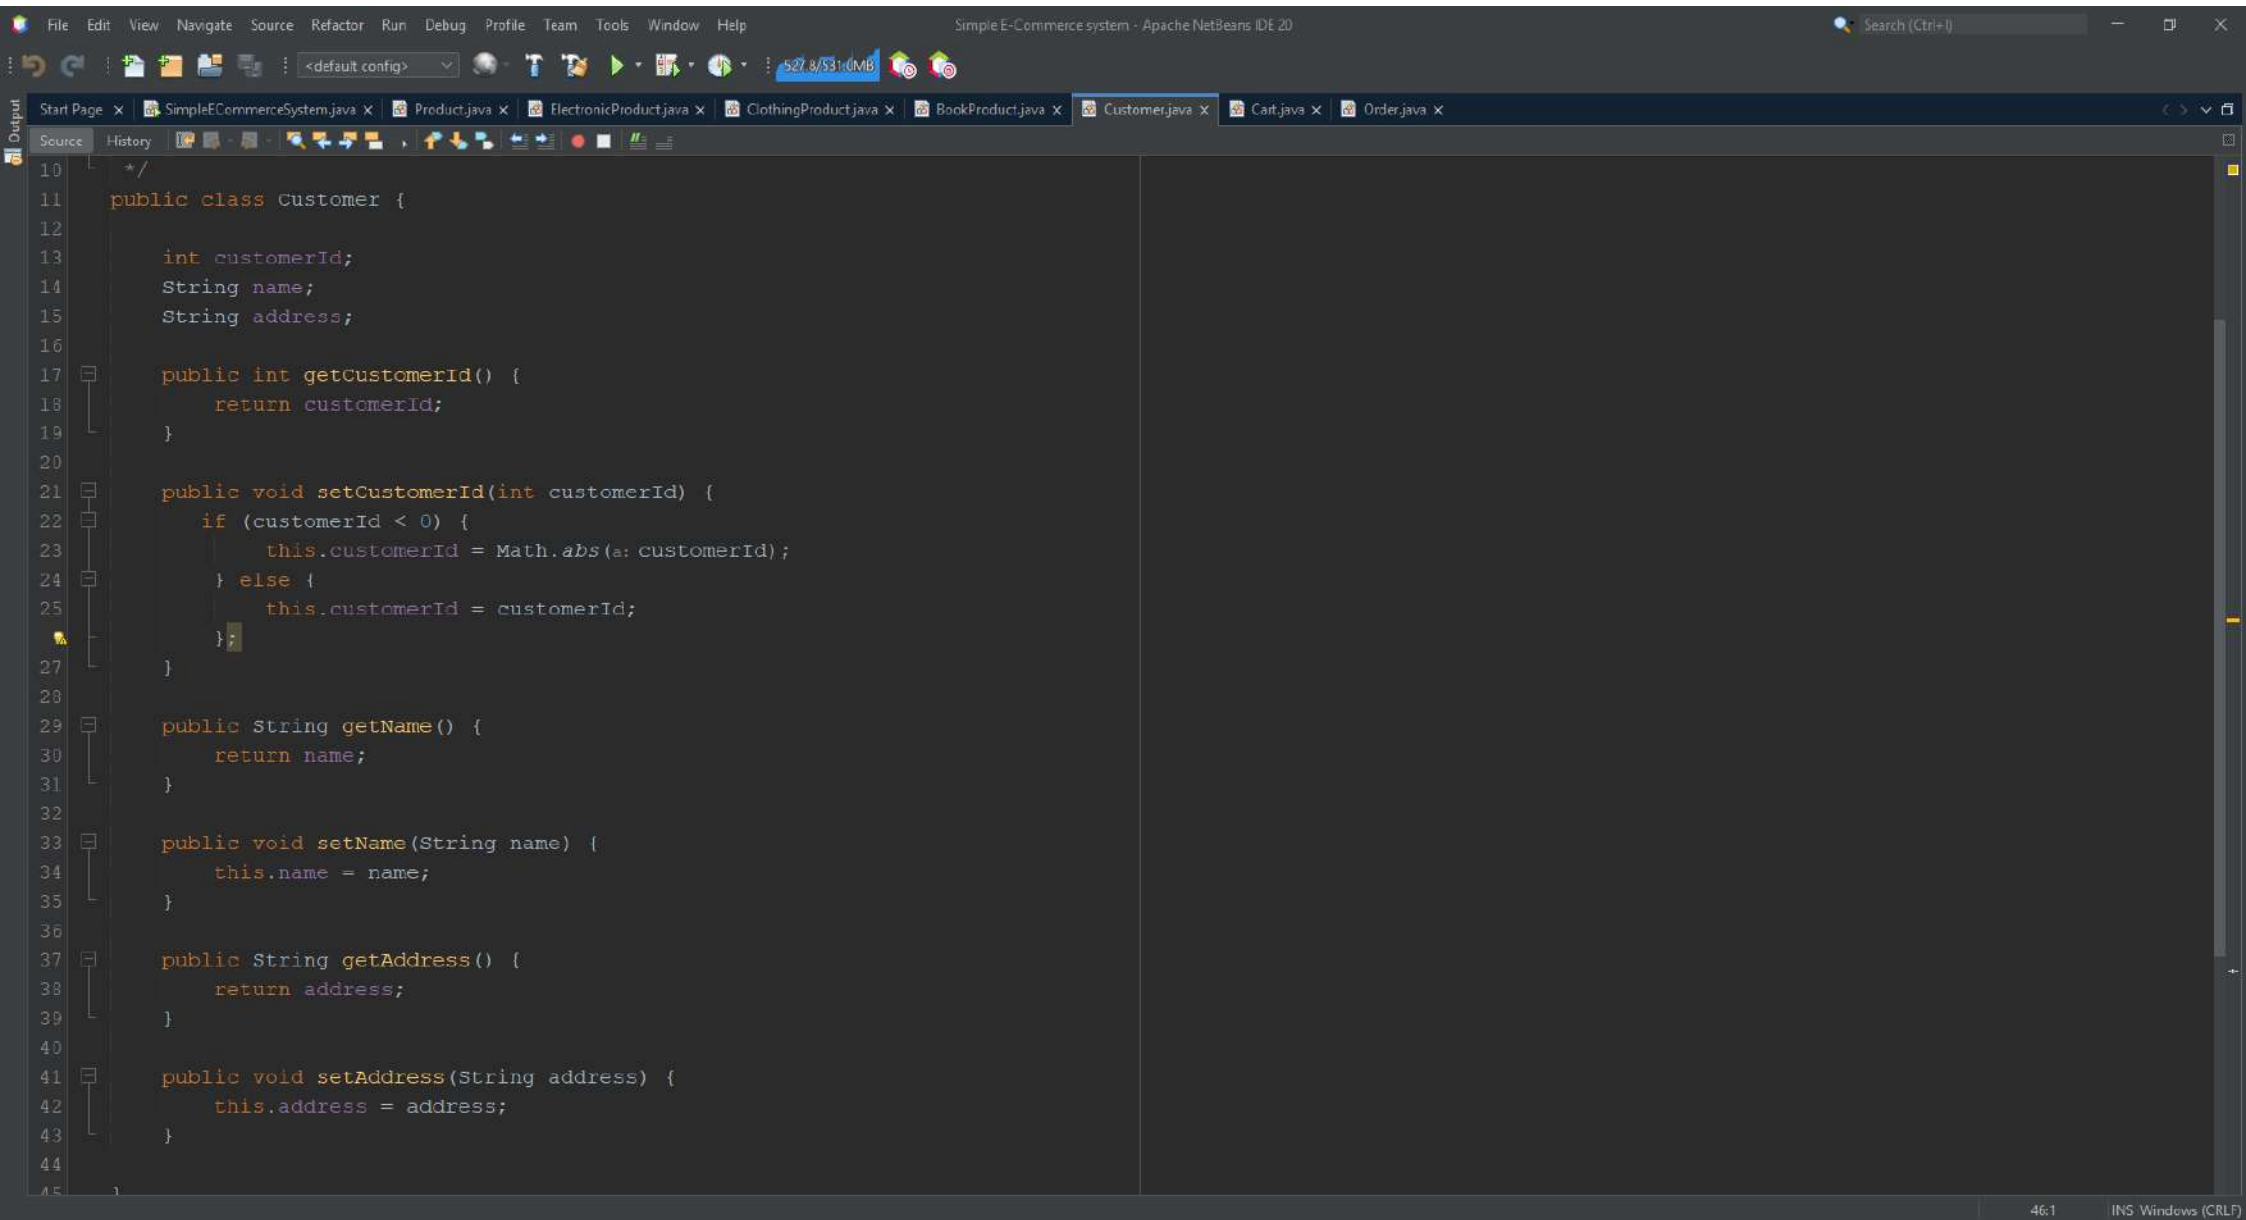 File Edit View Navigate Source Refactor Run Debug Profile Team Tools Window Help Simple E-Commerce system - Apache NetBeans IDE 20 Search (Ctrl+I)
<default config> 527.8/531.0MB
Start Page SimpleECommerceSystem.java Product.java ElectronicProduct.java ClothingProduct.java BookProduct.java Customer.java Cart.java Order.java
Output
Source History
10 */
11 public class Customer {
12
13 int customerId;
14 String name;
15 String address;
16
17 public int getCustomerId() {
18 return customerId;
19 }
20
21 public void setCustomerId(int customerId) {
22 if (customerId < 0) {
23 this.customerId = Math.abs(a: customerId);
24 } else {
25 this.customerId = customerId;
};
27 }
28
29 public String getName() {
30 return name;
31 }
32
33 public void setName(String name) {
34 this.name = name;
35 }
36
37 public String getAddress() {
38 return address;
39 }
40
41 public void setAddress(String address) {
42 this.address = address;
43 }
44
45 }
46:1 INS Windows (CRLF)